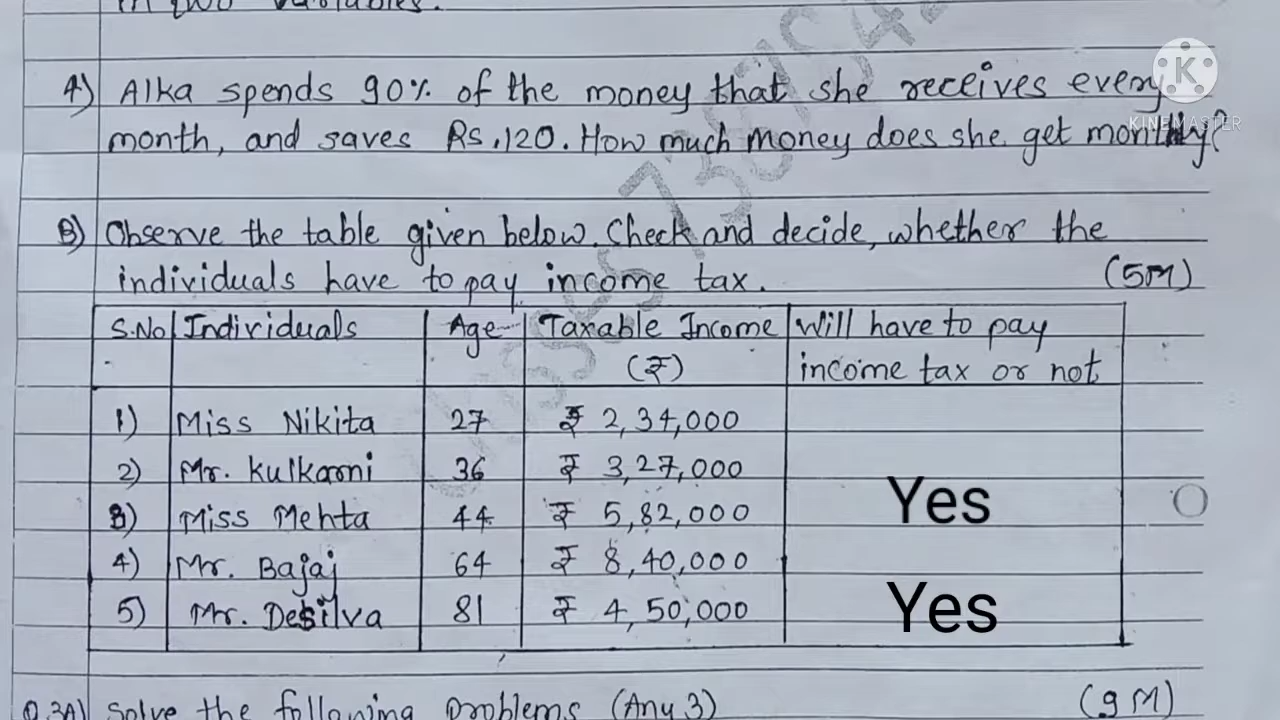 in two variables.
A) Alka spends 90% of the money that she receives every
month, and saves Rs.120. How much money does she get monthly?
B) Observe the table given below. Check and decide, whether the
individuals have to pay income tax. (5M)
S.No Individuals Age Taxable Income (₹) Will have to pay income tax or not
1) Miss Nikita 27 ₹ 2,34,000
2) Mr. Kulkarni 36 ₹ 3,27,000
3) Miss Mehta 44 ₹ 5,82,000 Yes
4) Mr. Bajaj 64 ₹ 8,40,000
5) Mr. Desilva 81 ₹ 4,50,000 Yes
Q.3A) Solve the following problems (Any 3) (9M)
K
KINEMASTER